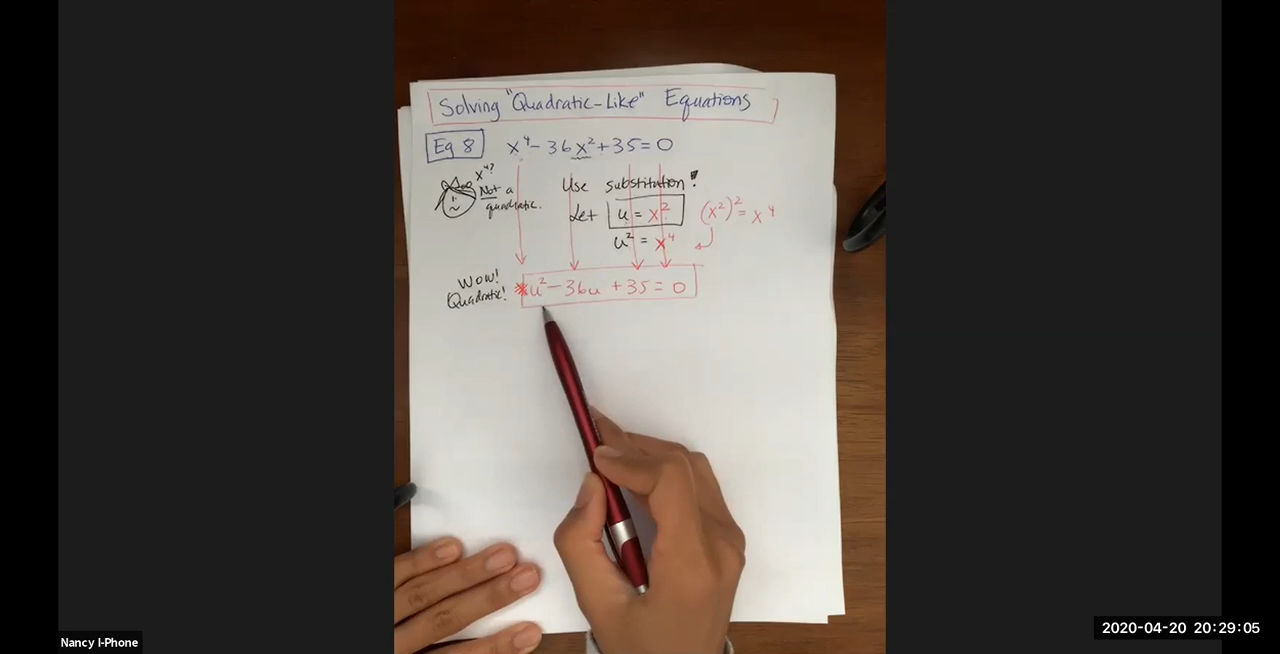 Solving "Quadratic-Like" Equations
Eg 8 x⁴ - 36x² + 35 = 0
x⁴?
Not a
quadratic.
Use substitution!
Let u = x² (x²)² = x⁴
u² = x⁴
Wow!
Quadratic!
* u² - 36u + 35 = 0
Nancy I-Phone
2020-04-20 20:29:05